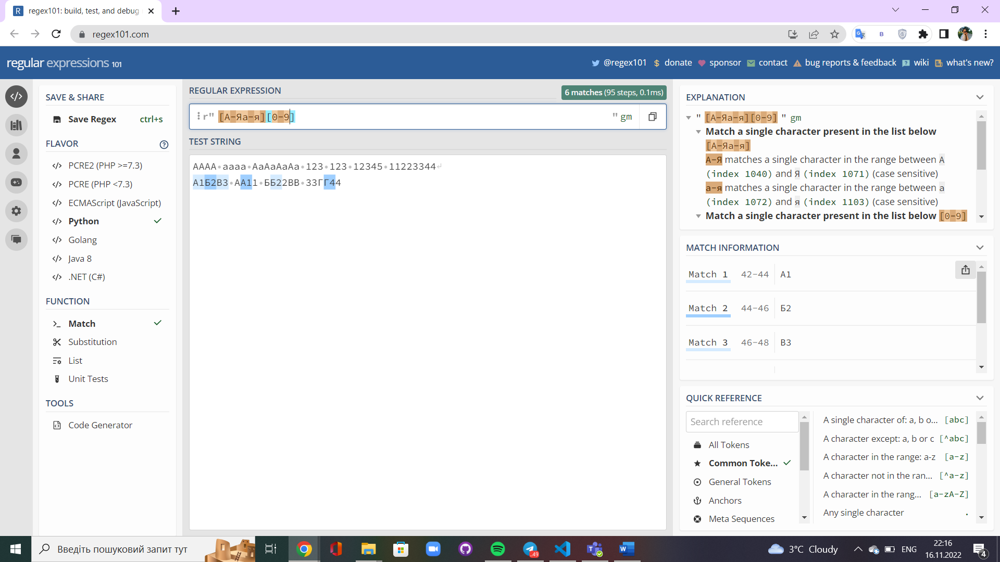 regex101: build, test, and debug
regex101.com
regular expressions 101
@regex101
donate
sponsor
contact
bug reports & feedback
wiki
what's new?
SAVE & SHARE
Save Regex ctrl+s
FLAVOR
PCRE2 (PHP >=7.3)
PCRE (PHP <7.3)
ECMAScript (JavaScript)
Python
Golang
Java 8
.NET (C#)
FUNCTION
Match
Substitution
List
Unit Tests
TOOLS
Code Generator
REGULAR EXPRESSION
6 matches (95 steps, 0.1ms)
r" [А-Яа-я][0-9] " gm
TEST STRING
АААА аааа АаАаАаАа 123 123 12345 11223344
А1Б2В3 АА11 ББ22ВВ 33ГГ44
EXPLANATION
" [А-Яа-я][0-9] " gm
Match a single character present in the list below
[А-Яа-я]
А-Я matches a single character in the range between А
(index 1040) and Я (index 1071) (case sensitive)
а-я matches a single character in the range between а
(index 1072) and я (index 1103) (case sensitive)
Match a single character present in the list below [0-9]
MATCH INFORMATION
Match 1 42-44 А1
Match 2 44-46 Б2
Match 3 46-48 В3
QUICK REFERENCE
Search reference
All Tokens
Common Toke...
General Tokens
Anchors
Meta Sequences
A single character of: a, b o... [abc]
A character except: a, b or c [^abc]
A character in the range: a-z [a-z]
A character not in the ran... [^a-z]
A character in the rang... [a-zA-Z]
Any single character .
Введіть пошуковий запит тут
3°C Cloudy
ENG
22:16
16.11.2022
4